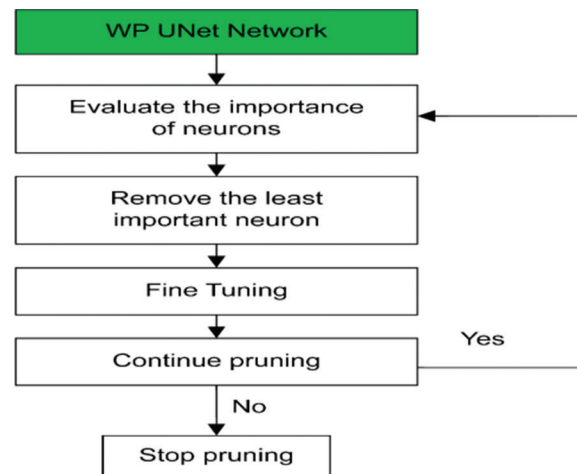 WP UNet Network
Evaluate the importance
of neurons
Remove the least
important neuron
Fine Tuning
Continue pruning
Yes
No
Stop pruning